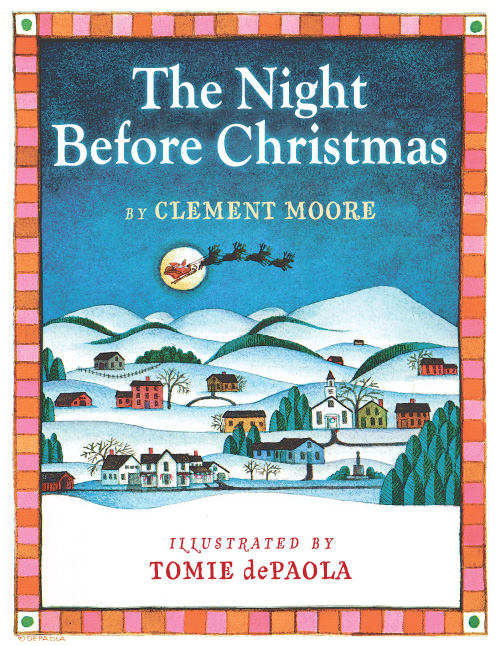 The Night
Before Christmas
BY CLEMENT MOORE
ILLUSTRATED BY
TOMIE dePAOLA
©DEPAOLA